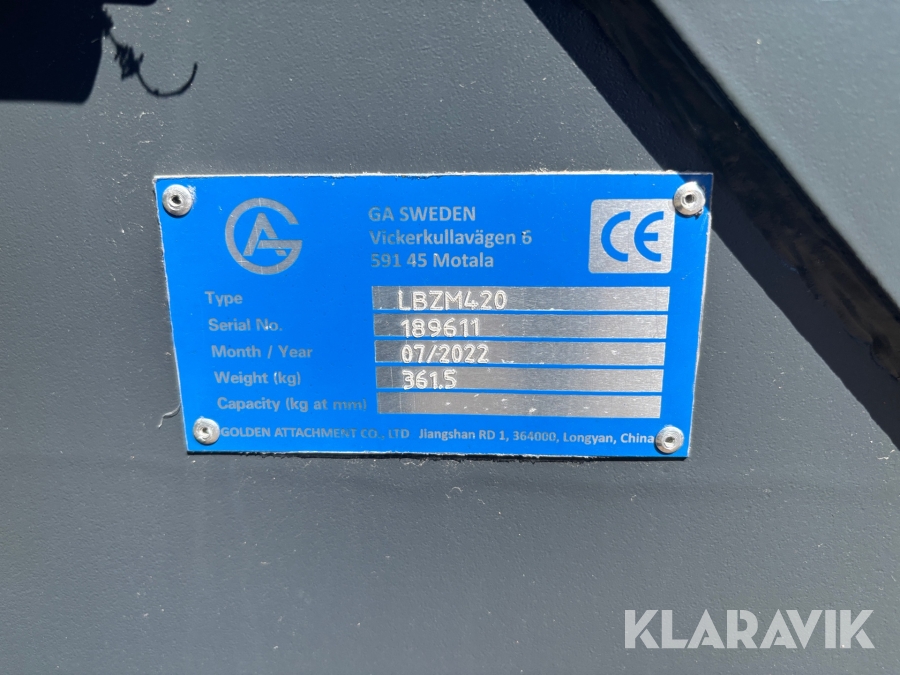 GA
GA SWEDEN
Vickerkullavägen 6
591 45 Motala
CE
Type LBZM420
Serial No. 189611
Month / Year 07/2022
Weight (kg) 361.5
Capacity (kg at mm)
GOLDEN ATTACHMENT CO., LTD Jiangshan RD 1, 364000, Longyan, China
KLARAVIK